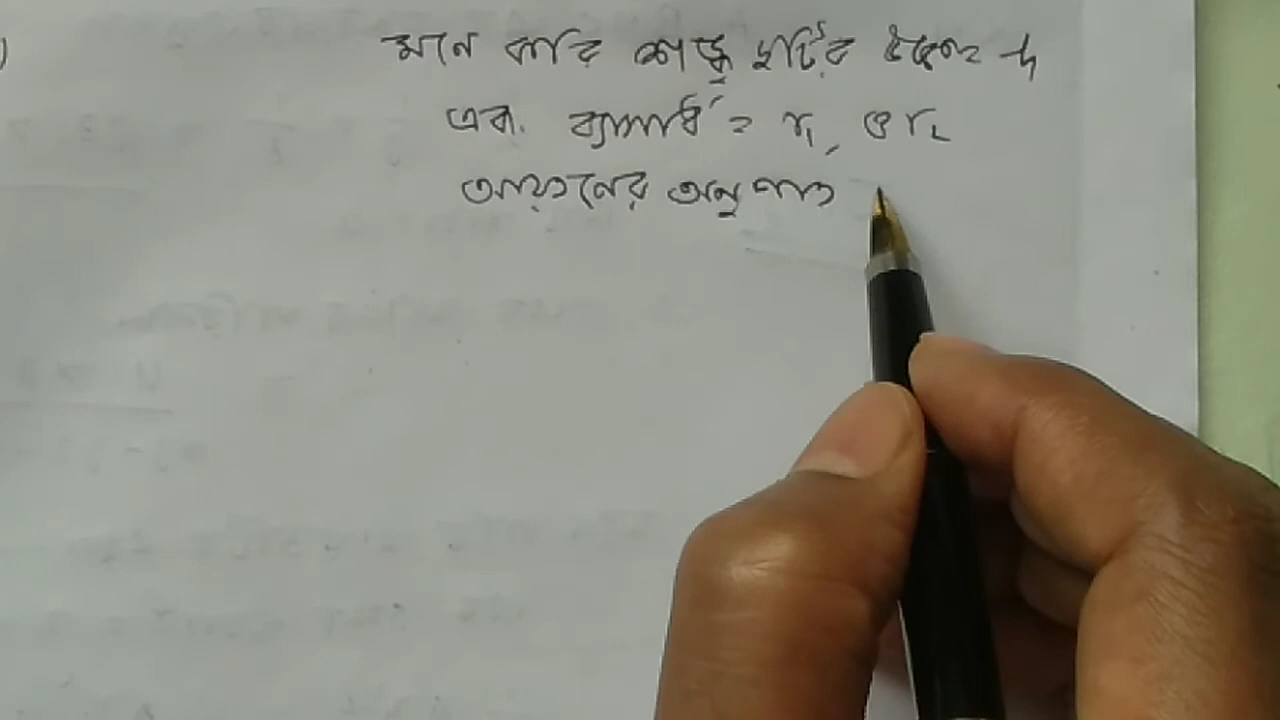 )
মনে করি শঙ্কু দুটির উচ্চতা = h
এবং ব্যাসার্ধ = r₁, ও r₂
আয়তনের অনুপাত